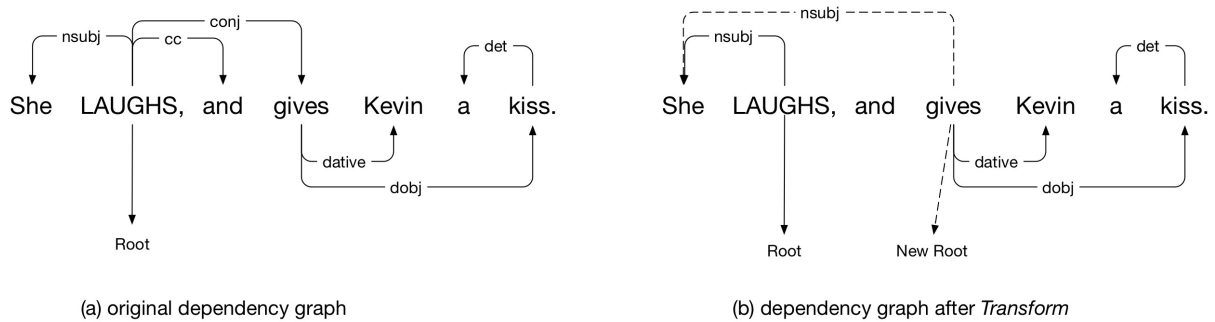 conj
nsubj
cc
det
She LAUGHS, and gives Kevin a kiss.
dative
dobj
Root
(a) original dependency graph
nsubj
nsubj
det
She LAUGHS, and gives Kevin a kiss.
dative
dobj
Root
New Root
(b) dependency graph after Transform